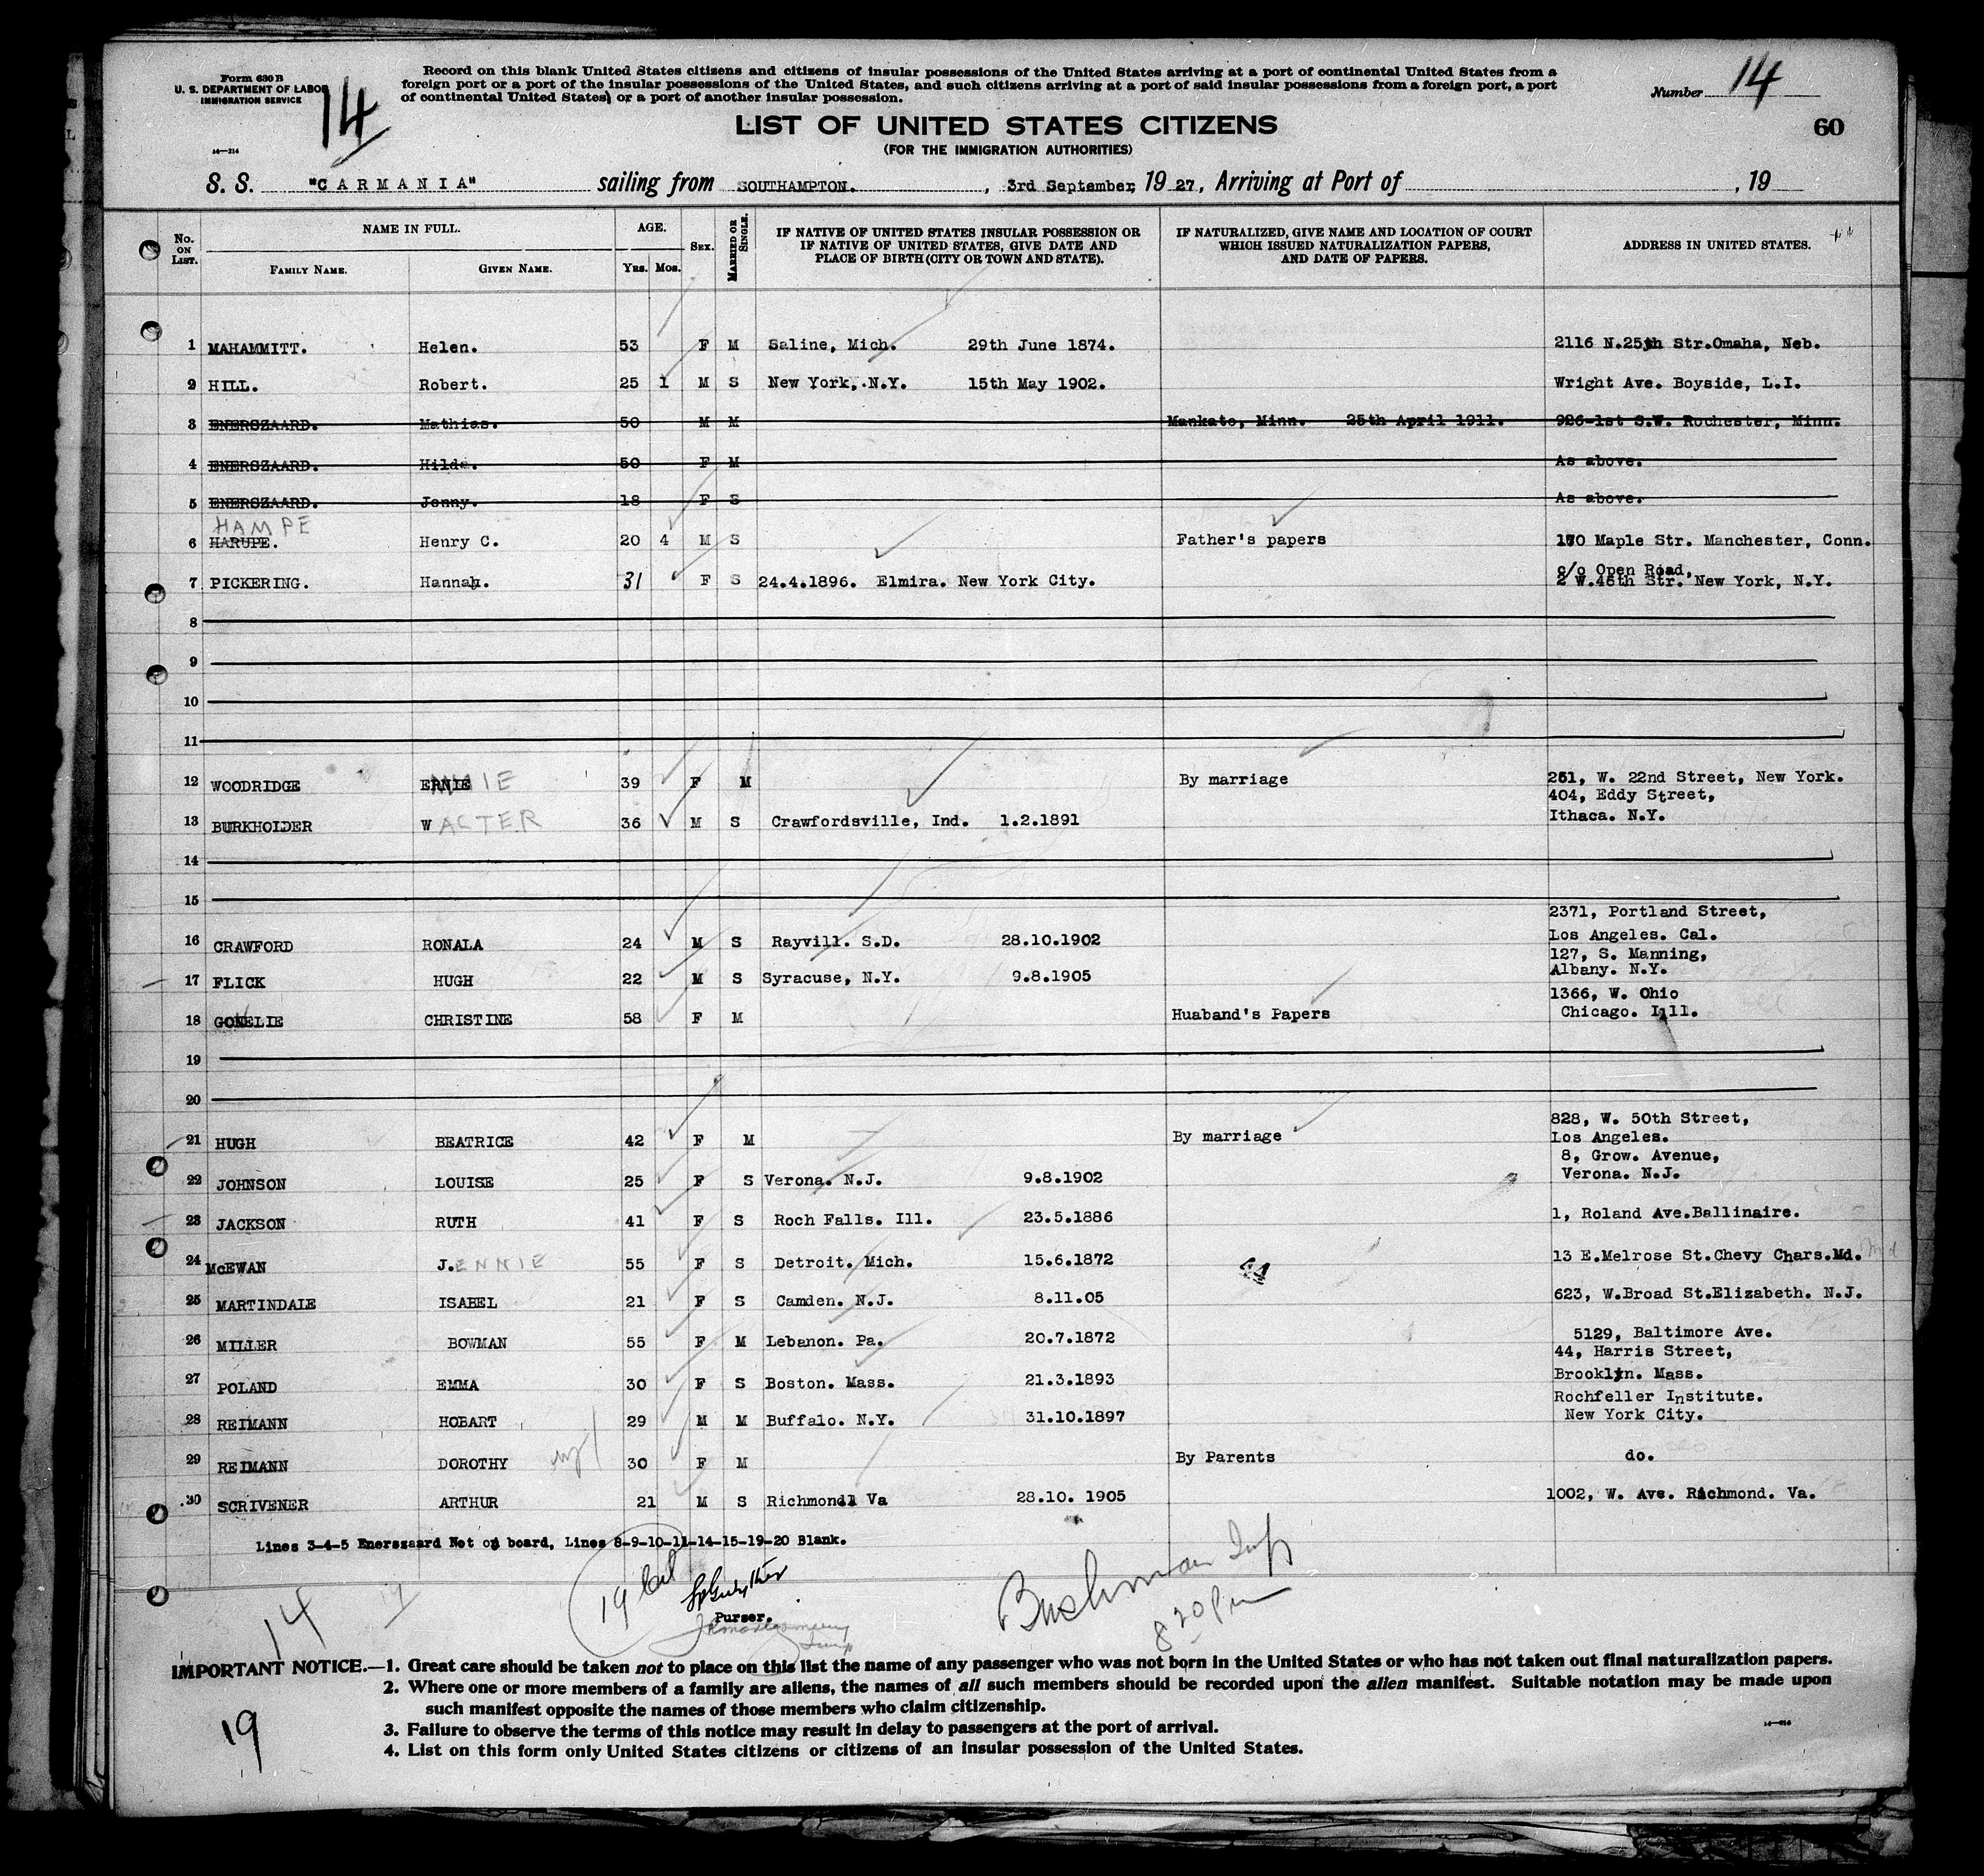 Form 630 B
U. S. DEPARTMENT OF LABOR
IMMIGRATION SERVICE
14
14—214
Record on this blank United States citizens and citizens of insular possessions of the United States arriving at a port of continental United States from a
foreign port or a port of the insular possessions of the United States, and such citizens arriving at a port of said insular possessions from a foreign port, a port
of continental United States, or a port of another insular possession.
Number 14
LIST OF UNITED STATES CITIZENS
60
(FOR THE IMMIGRATION AUTHORITIES)
S. S. "CARMANIA" sailing from SOUTHAMPTON. , 3rd September, 19 27, Arriving at Port of , 19
No. ON LIST. NAME IN FULL. FAMILY NAME. GIVEN NAME. AGE. YRS. MOS. SEX. MARRIED OR SINGLE. IF NATIVE OF UNITED STATES INSULAR POSSESSION OR IF NATIVE OF UNITED STATES, GIVE DATE AND PLACE OF BIRTH (CITY OR TOWN AND STATE). IF NATURALIZED, GIVE NAME AND LOCATION OF COURT WHICH ISSUED NATURALIZATION PAPERS, AND DATE OF PAPERS. ADDRESS IN UNITED STATES.
1 MAHAMMITT. Helen. 53 F M Saline, Mich. 29th June 1874. 2116 N.25th Str.Omaha, Neb.
2 HILL. Robert. 25 1 M S New York, N.Y. 15th May 1902. Wright Ave. Boyside, L.I.
3 ENERSZAARD. Mathias. 50 M M Mankato, Minn. 25th April 1911. 926-1st S.W. Rochester, Minn.
4 ENERSZAARD. Hilda. 50 F M As above.
5 ENERSZAARD. Jenny. 18 F S As above.
HAMPE
6 HARUPE. Henry C. 20 4 M S Father's papers 170 Maple Str. Manchester, Conn.
c/o Open Road,
7 PICKERING. Hannah. 31 F S 24.4.1896. Elmira. New York City. 2 W.46th Str. New York, N.Y.
8
9
10
11
12 WOODRIDGE ERNIE 39 F M By marriage 251, W. 22nd Street, New York.
404, Eddy Street,
13 BURKHOLDER WALTER 36 M S Crawfordsville, Ind. 1.2.1891 Ithaca. N.Y.
14
15
2371, Portland Street,
16 CRAWFORD RONALA 24 M S Rayvill. S.D. 28.10.1902 Los Angeles. Cal.
127, S. Manning,
17 FLICK HUGH 22 M S Syracuse, N.Y. 9.8.1905 Albany. N.Y.
1366, W. Ohio
18 CHRISTINE 58 F M Huaband's Papers Chicago. Ill.
19
20
828, W. 50th Street,
21 HUGH BEATRICE 42 F M By marriage Los Angeles.
8, Grow. Avenue,
22 JOHNSON LOUISE 25 F S Verona. N.J. 9.8.1902 Verona. N.J.
23 JACKSON RUTH 41 F S Roch Falls. Ill. 23.5.1886 1, Roland Ave.Ballinaire.
24 McEWAN J.ENNIE 55 F S Detroit. Mich. 15.6.1872 13 E.Melrose St.Chevy Chars.Md. Md
25 MARTINDALE ISABEL 21 F S Camden. N.J. 8.11.05 623, W.Broad St.Elizabeth. N.J.
26 MILLER BOWMAN 55 F M Lebanon. Pa. 20.7.1872 5129, Baltimore Ave.
44, Harris Street,
27 POLAND EMMA 30 F S Boston. Mass. 21.3.1893 Brooklyn. Mass.
Rochfeller Institute.
28 REIMANN HOBART 29 M M Buffalo. N.Y. 31.10.1897 New York City.
29 REIMANN DOROTHY 30 F M By Parents do.
30 SCRIVENER ARTHUR 21 M S Richmond Va 28.10. 1905 1002, W. Ave. Richmond. Va.
Lines 3-4-5 Enerszaard Not on board, Lines 8-9-10-11-14-15-19-20 Blank.
19 Cit
Purser.
Bushman Insp
8 20 Pm
14
IMPORTANT NOTICE.—1. Great care should be taken not to place on this list the name of any passenger who was not born in the United States or who has not taken out final naturalization papers.
2. Where one or more members of a family are aliens, the names of all such members should be recorded upon the alien manifest. Suitable notation may be made upon
such manifest opposite the names of those members who claim citizenship.
3. Failure to observe the terms of this notice may result in delay to passengers at the port of arrival.
14—214
4. List on this form only United States citizens or citizens of an insular possession of the United States.
19